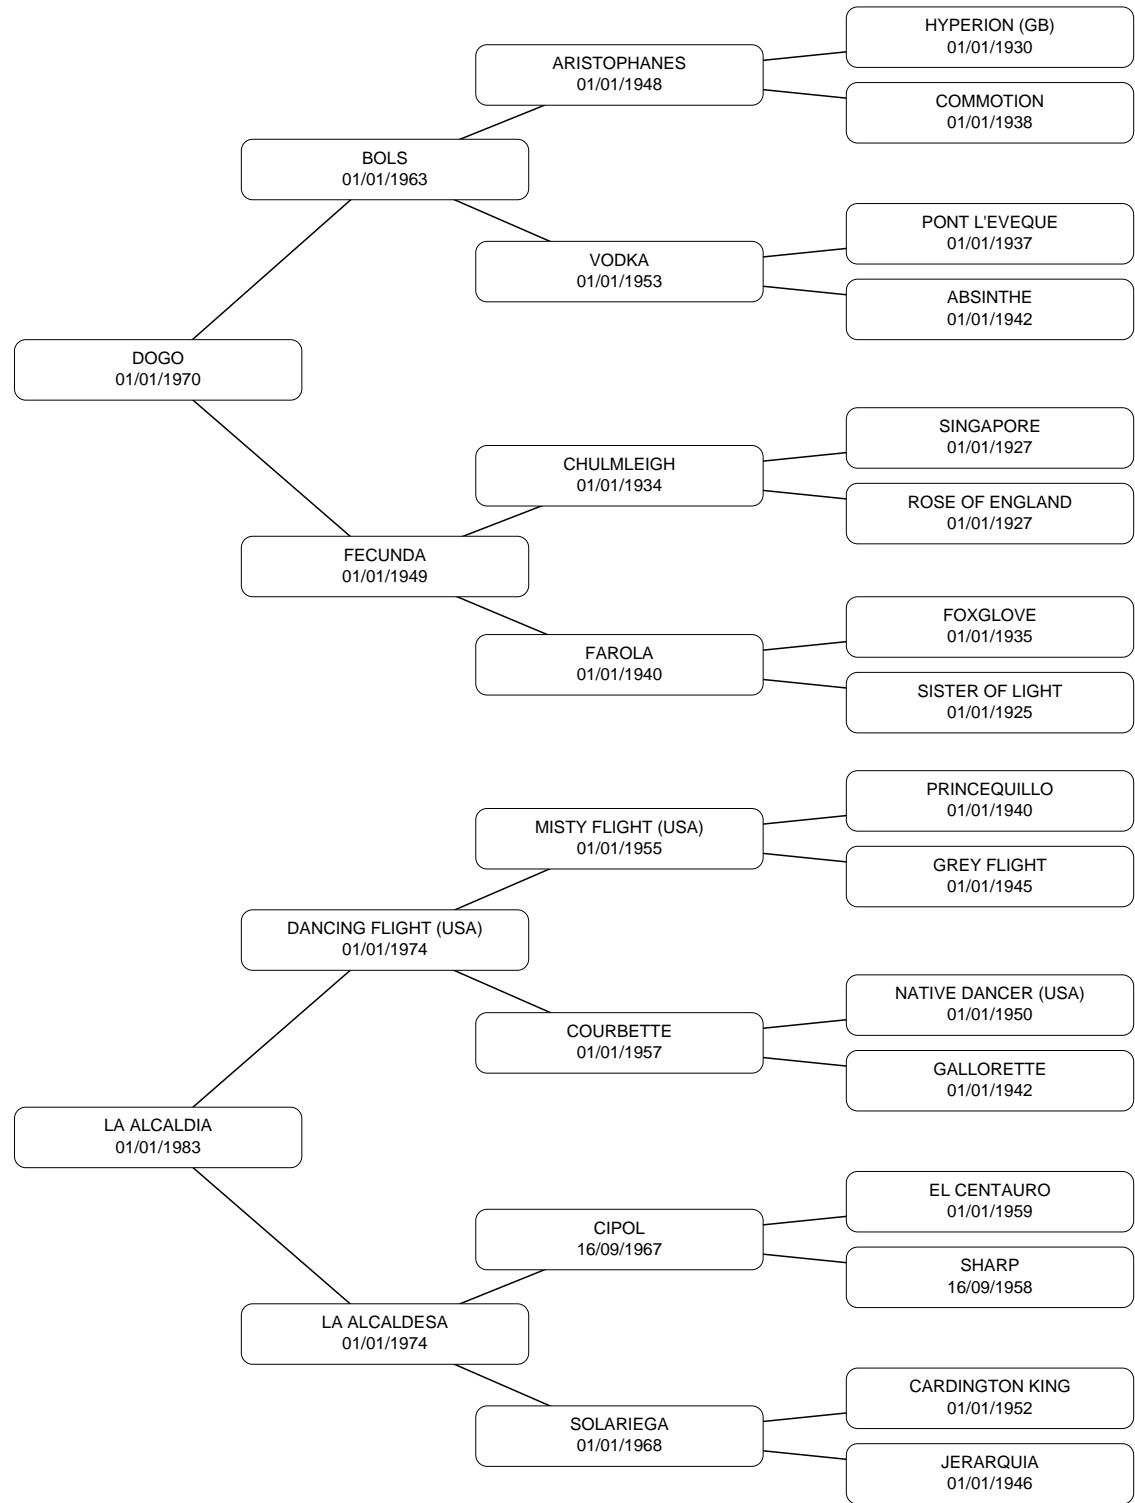 HYPERION (GB)
01/01/1930
ARISTOPHANES
01/01/1948
COMMOTION
01/01/1938
BOLS
01/01/1963
PONT L'EVEQUE
01/01/1937
VODKA
01/01/1953
ABSINTHE
01/01/1942
DOGO
01/01/1970
SINGAPORE
01/01/1927
CHULMLEIGH
01/01/1934
ROSE OF ENGLAND
01/01/1927
FECUNDA
01/01/1949
FOXGLOVE
01/01/1935
FAROLA
01/01/1940
SISTER OF LIGHT
01/01/1925
PRINCEQUILLO
01/01/1940
MISTY FLIGHT (USA)
01/01/1955
GREY FLIGHT
01/01/1945
DANCING FLIGHT (USA)
01/01/1974
NATIVE DANCER (USA)
01/01/1950
COURBETTE
01/01/1957
GALLORETTE
01/01/1942
LA ALCALDIA
01/01/1983
EL CENTAURO
01/01/1959
CIPOL
16/09/1967
SHARP
16/09/1958
LA ALCALDESA
01/01/1974
CARDINGTON KING
01/01/1952
SOLARIEGA
01/01/1968
JERARQUIA
01/01/1946